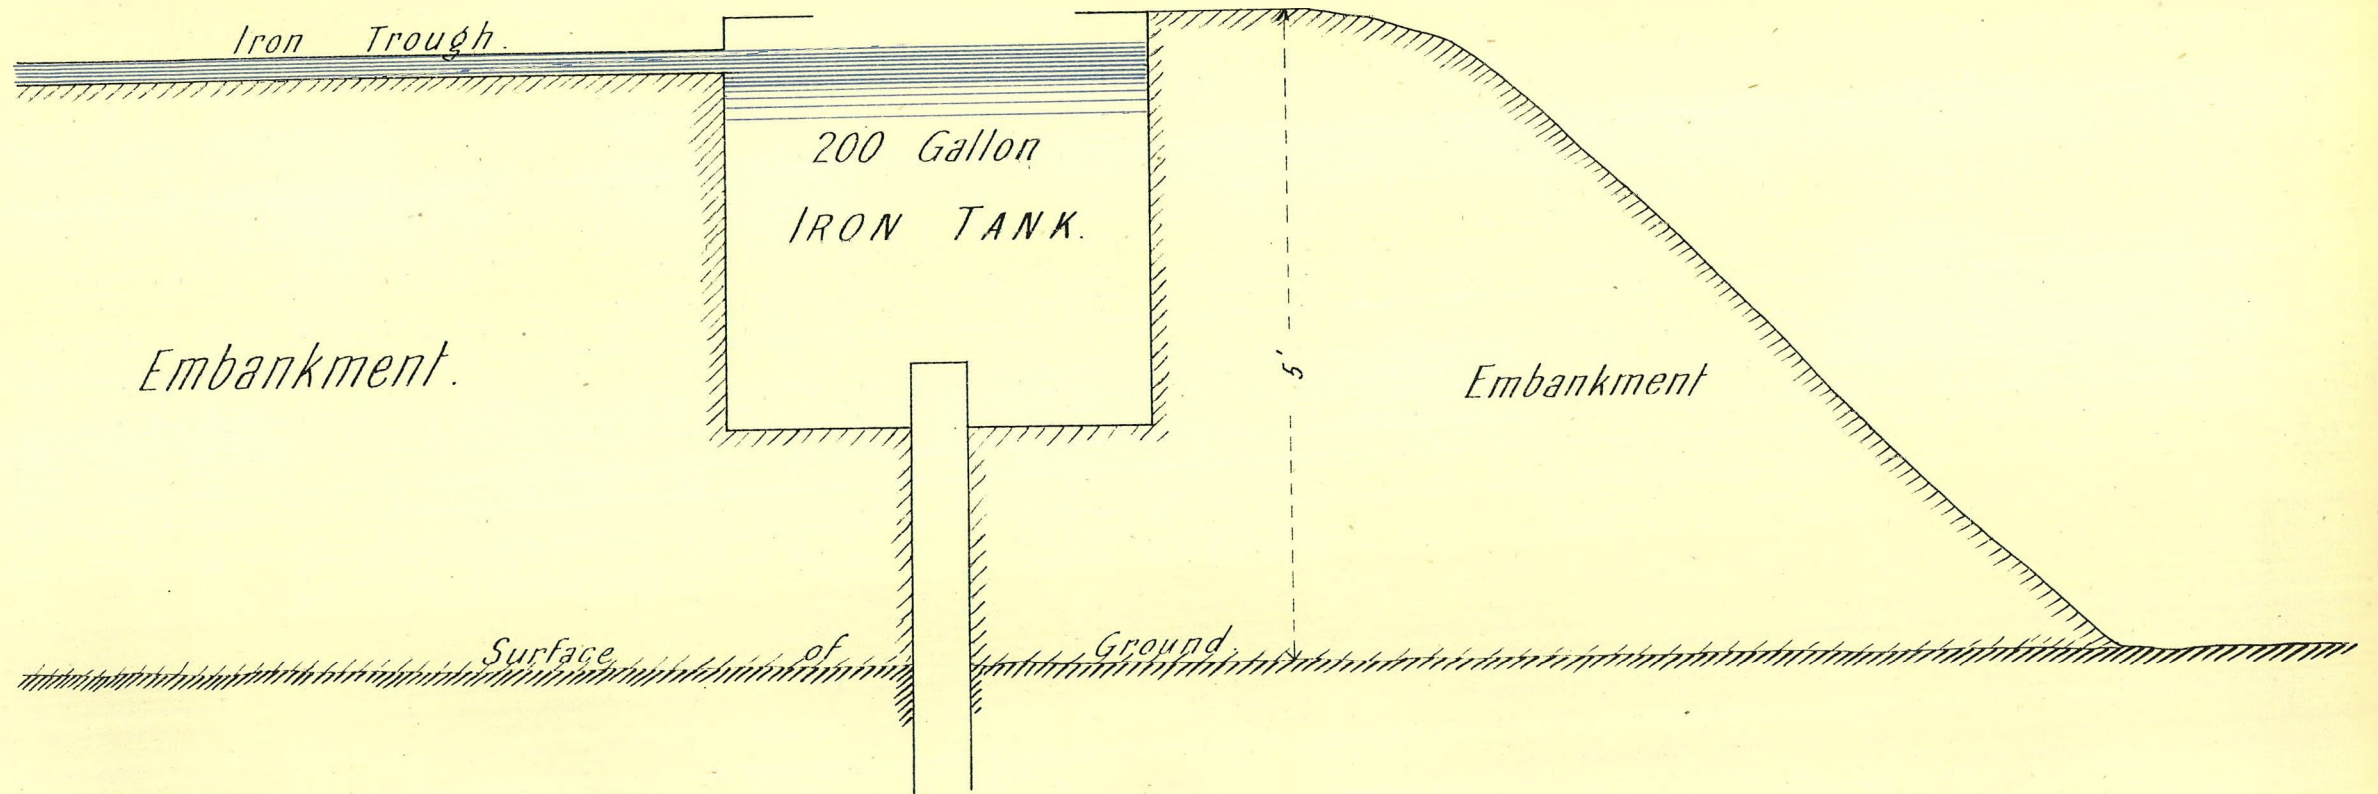 Iron Trough.
200 Gallon
IRON TANK.
Embankment.
5'
Embankment
Surface of Ground.